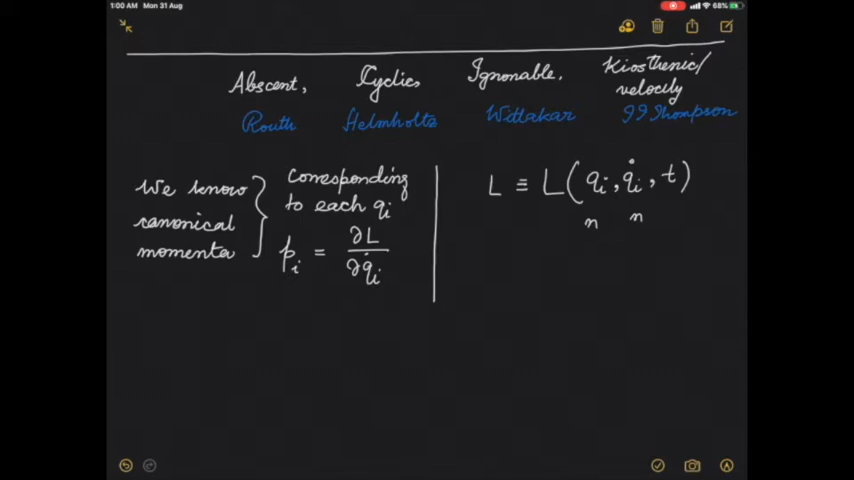 1:00 AM Mon 31 Aug 68%
Abscent, Cyclic, Ignonable, Kiosthenic/
velocity
Routh Helmholtz Wittakar JJ Thompson
We know
canonical
momenta
corresponding
to each qᵢ
pᵢ = ∂L/∂q̇ᵢ
L ≡ L(qᵢ, q̇ᵢ, t)
n n